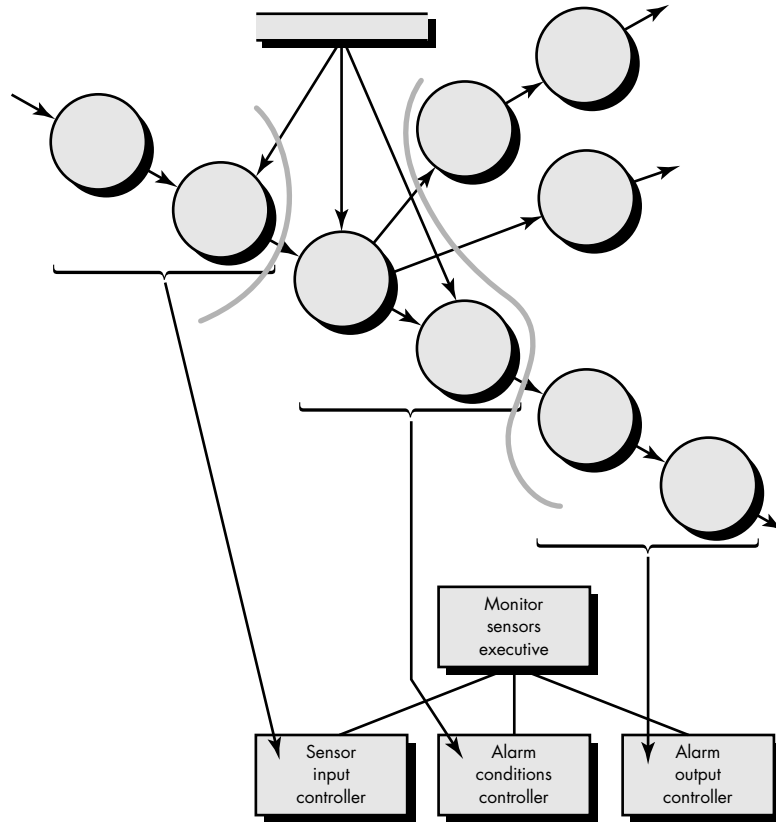 Monitor
sensors
executive
Sensor
input
controller
Alarm
conditions
controller
Alarm
output
controller